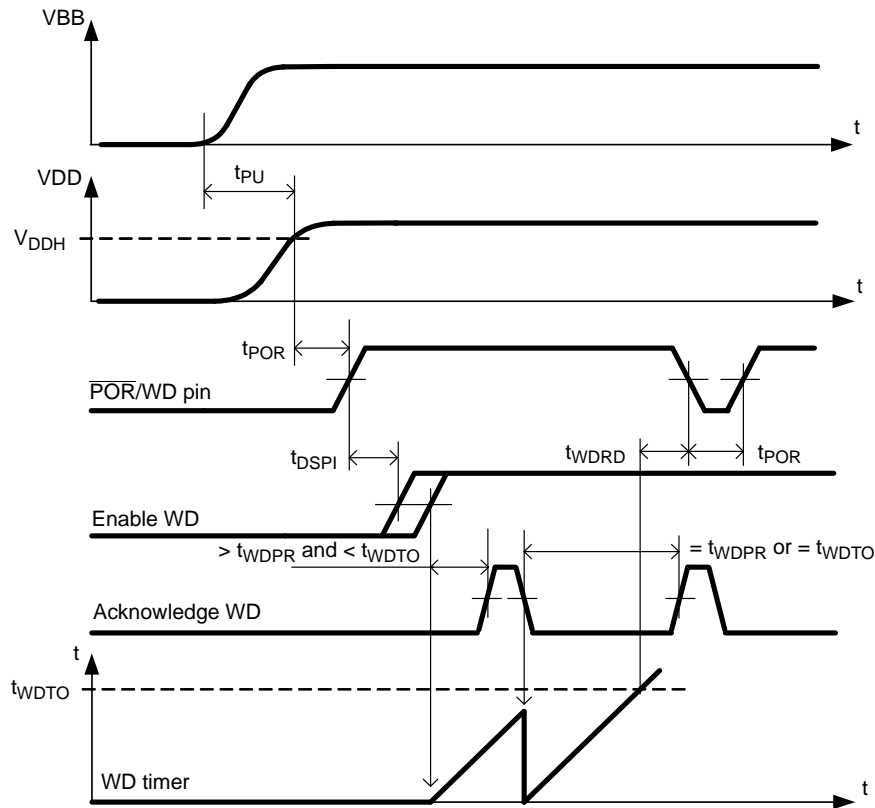 VBB
t
tPU
VDD
VDDH
t
tPOR
POR/WD pin
tDSPI
tWDRD
tPOR
Enable WD
> tWDPR and < tWDTO
= tWDPR or = tWDTO
Acknowledge WD
t
tWDTO
WD timer
t